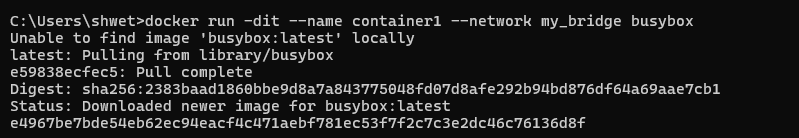 C:\Users\shwet>docker run -dit --name container1 --network my_bridge busybox
Unable to find image 'busybox:latest' locally
latest: Pulling from library/busybox
e59838ecfec5: Pull complete
Digest: sha256:2383baad1860bbe9d8a7a843775048fd07d8afe292b94bd876df64a69aae7cb1
Status: Downloaded newer image for busybox:latest
e4967be7bde54eb62ec94eacf4c471aebf781ec53f7f2c7c3e2dc46c76136d8f